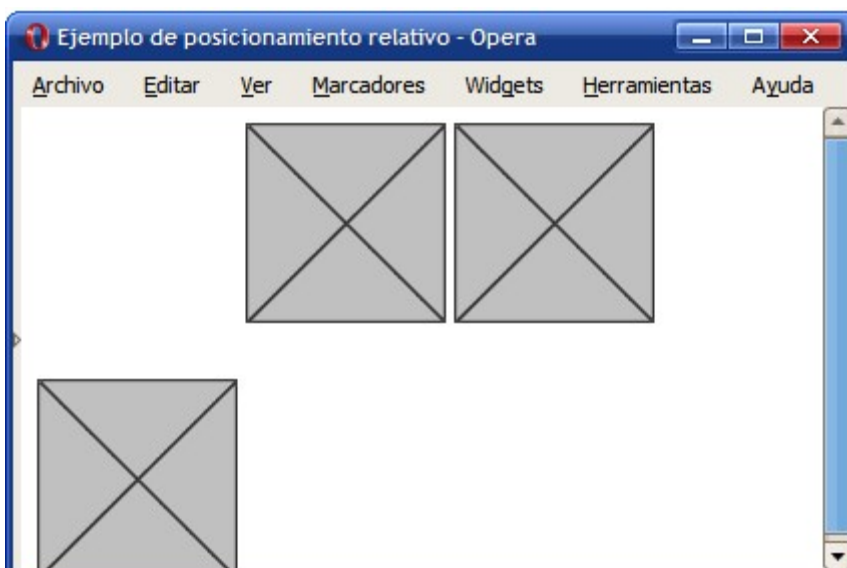 Ejemplo de posicionamiento relativo - Opera
Archivo Editar Ver Marcadores Widgets Herramientas Ayuda